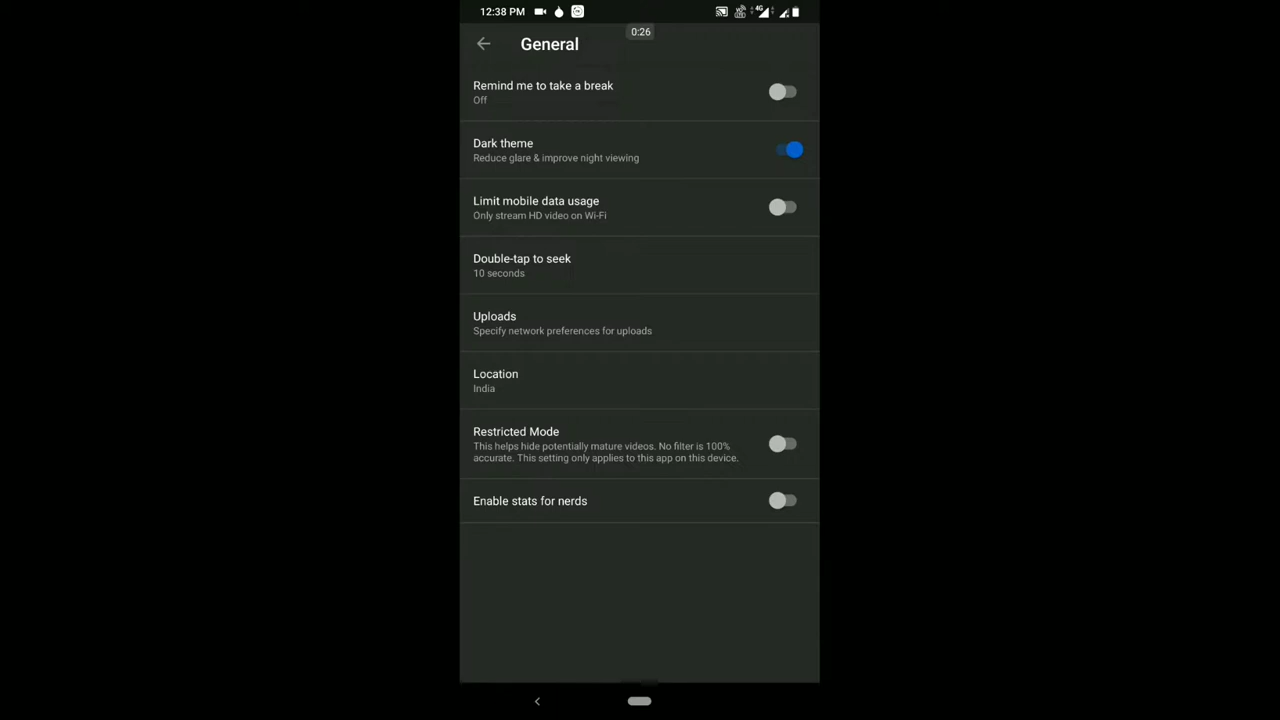 12:38 PM
4G
0:26
General
Remind me to take a break
Off
Dark theme
Reduce glare & improve night viewing
Limit mobile data usage
Only stream HD video on Wi-Fi
Double-tap to seek
10 seconds
Uploads
Specify network preferences for uploads
Location
India
Restricted Mode
This helps hide potentially mature videos. No filter is 100%
accurate. This setting only applies to this app on this device.
Enable stats for nerds